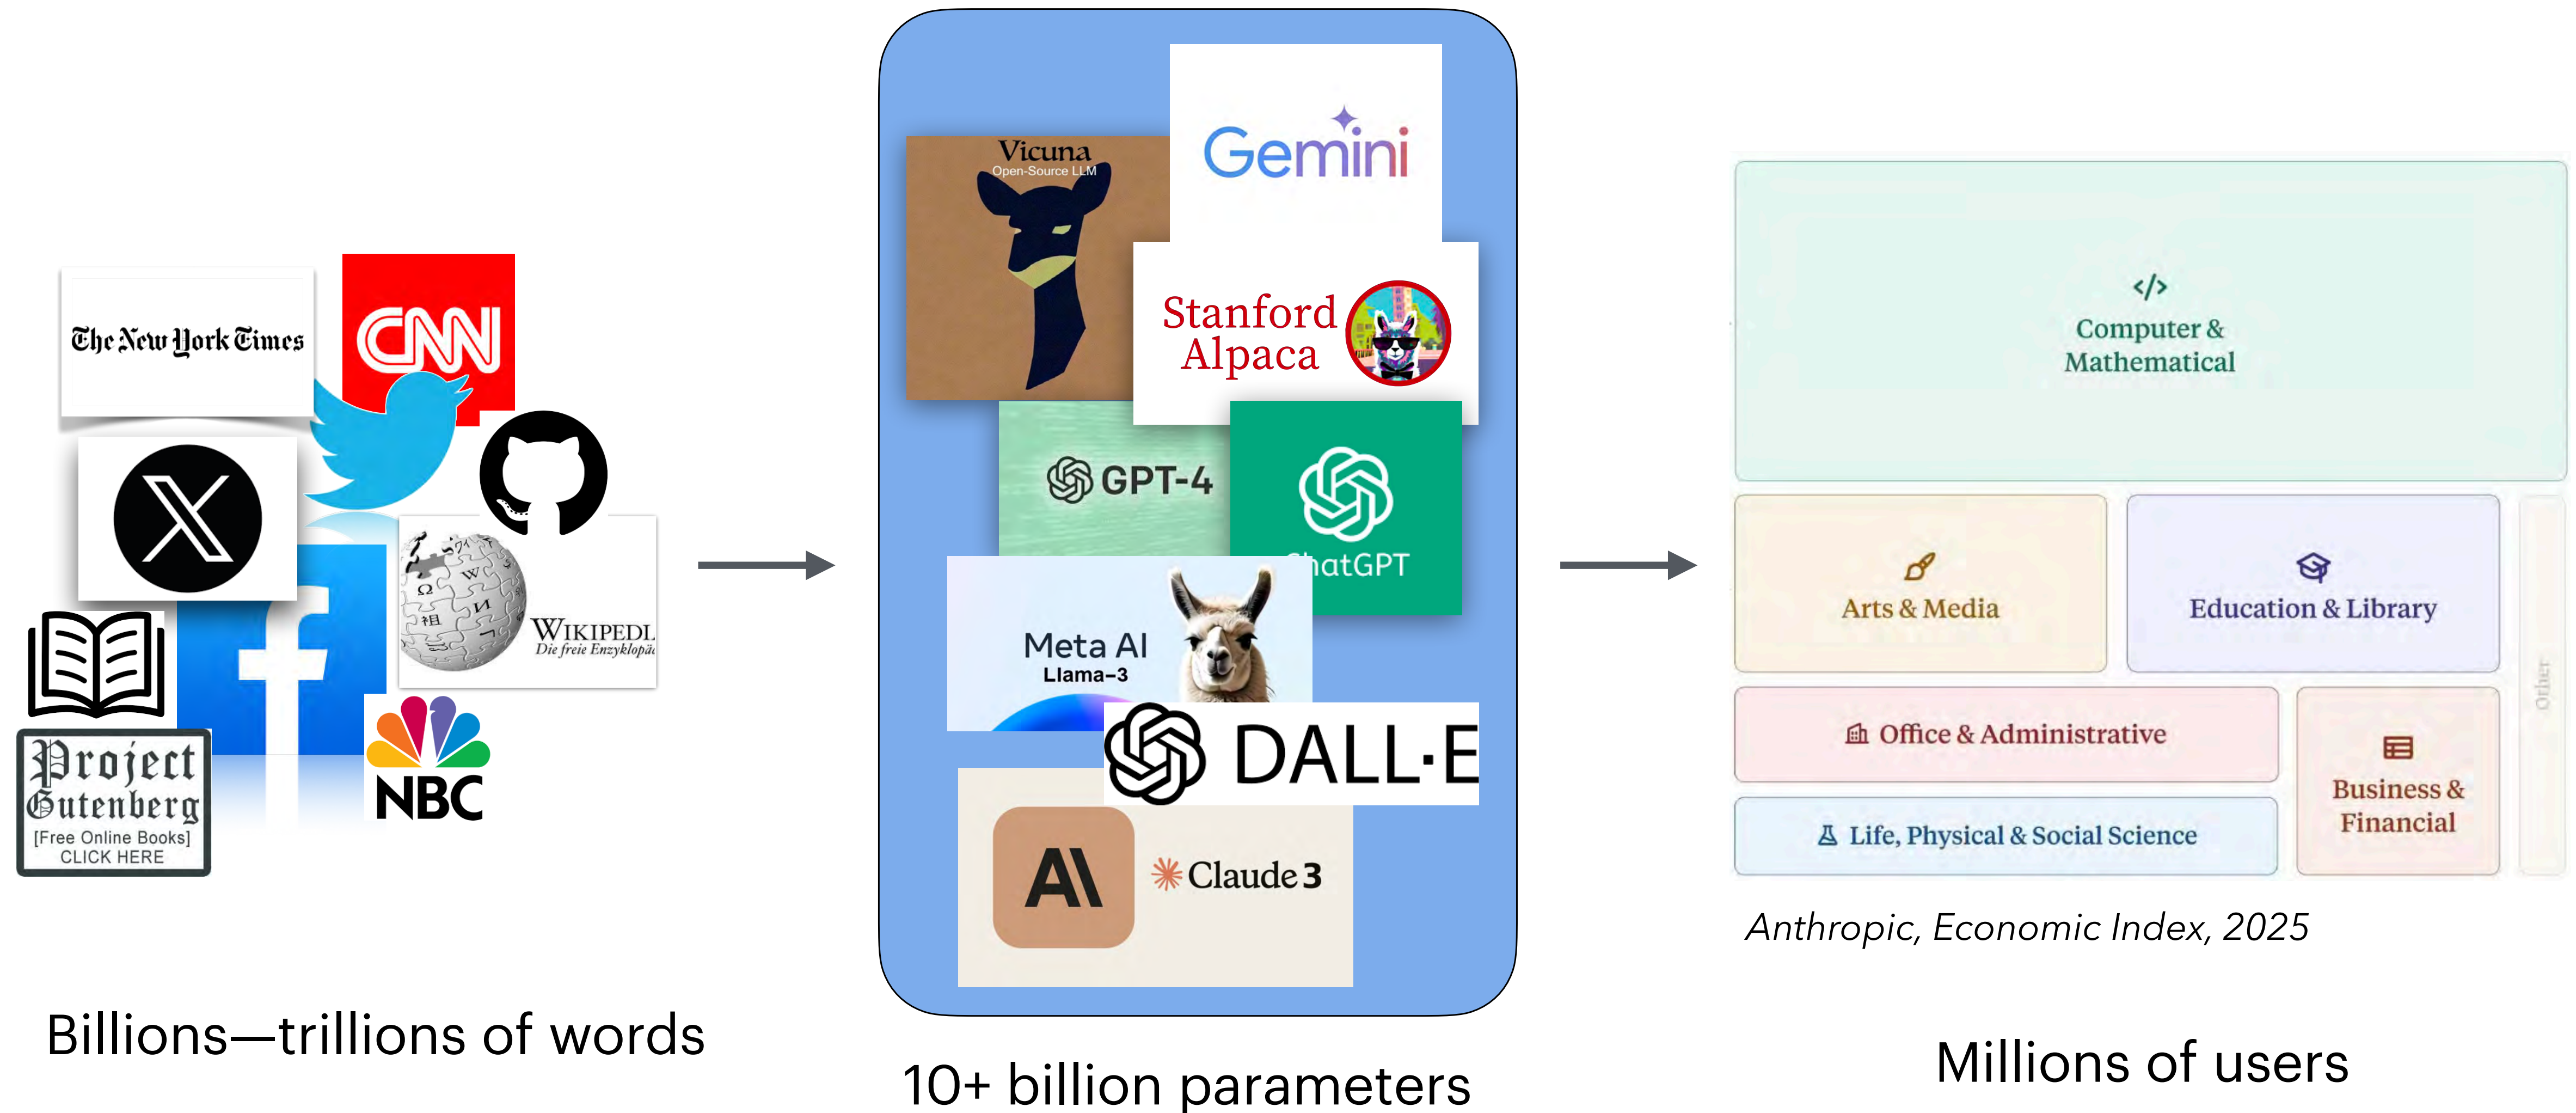 The New York Times
CNN
WIKIPEDI
Die freie Enzyklopä
Project
Gutenberg
[Free Online Books]
CLICK HERE
NBC
Billions—trillions of words
Vicuna
Open-Source LLM
Gemini
Stanford
Alpaca
GPT-4
ChatGPT
Meta AI
Llama-3
DALL·E
A\
Claude 3
10+ billion parameters
</>
Computer &
Mathematical
Arts & Media
Education & Library
Office & Administrative
Business &
Financial
Life, Physical & Social Science
Other
Anthropic, Economic Index, 2025
Millions of users